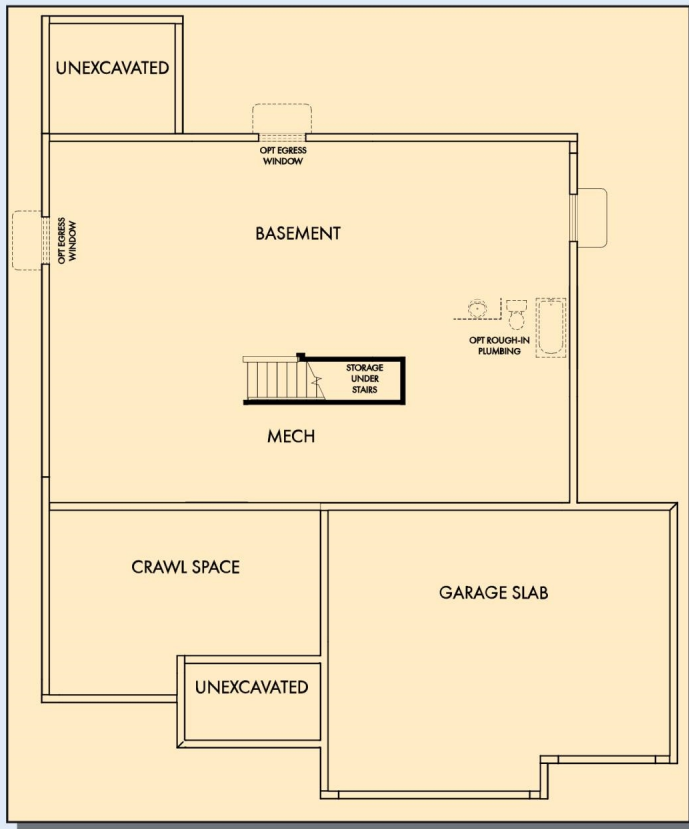 UNEXCAVATED
OPT EGRESS
WINDOW
OPT EGRESS
WINDOW
BASEMENT
OPT ROUGH-IN
PLUMBING
STORAGE
UNDER
STAIRS
MECH
CRAWL SPACE
GARAGE SLAB
UNEXCAVATED